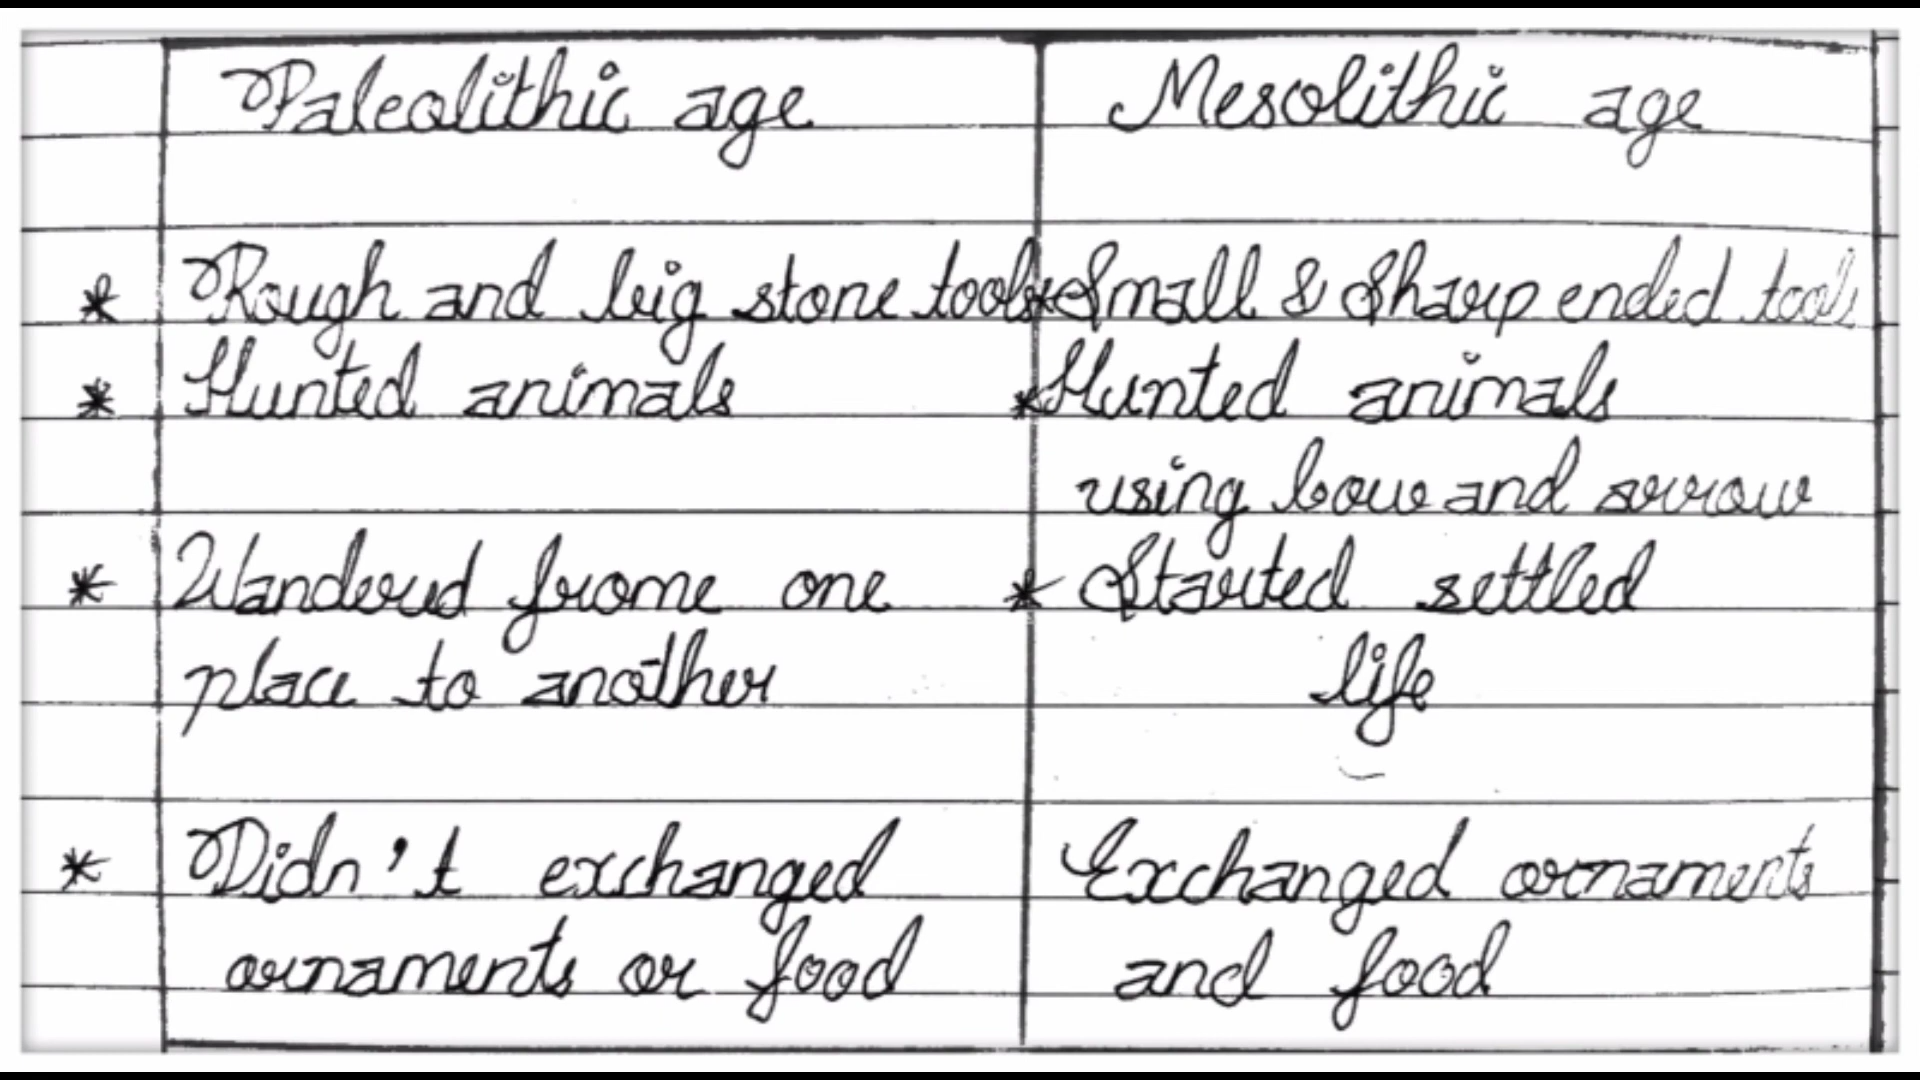 Paleolithic age Mesolithic age
* Rough and big stone tools * Small & Sharp ended tools
* Hunted animals * Hunted animals
using bow and arrow
* Wandered frome one * Started settled
place to another life
* Didn't exchanged Exchanged ornaments
ornaments or food and food